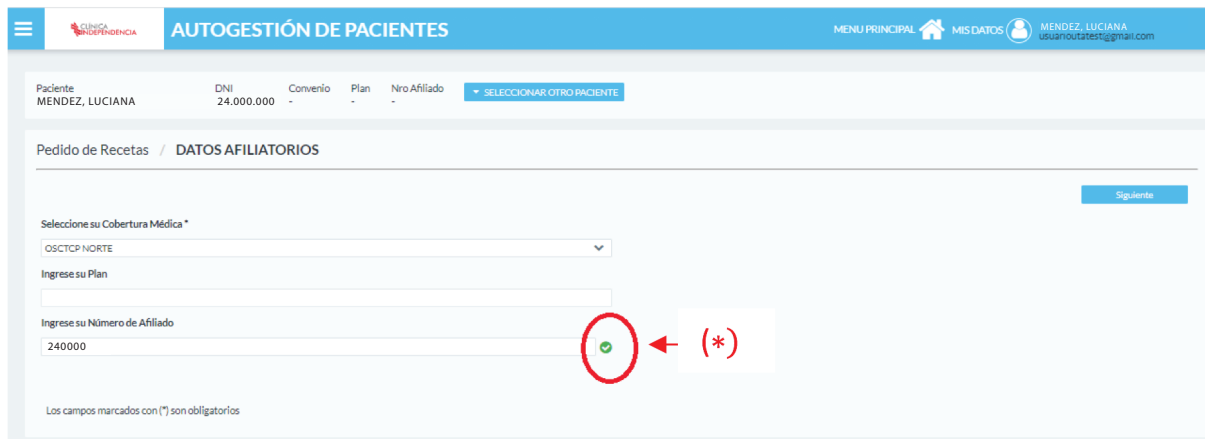 CLÍNICA
INDEPENDENCIA
AUTOGESTIÓN DE PACIENTES
MENU PRINCIPAL
MIS DATOS
MENDEZ, LUCIANA
usuarioutatest@gmail.com
Paciente DNI Convenio Plan Nro Afiliado
SELECCIONAR OTRO PACIENTE
MENDEZ, LUCIANA 24.000.000 - - -
Pedido de Recetas / DATOS AFILIATORIOS
Siguiente
Seleccione su Cobertura Médica *
OSCTCP NORTE
Ingrese su Plan
Ingrese su Número de Afiliado
240000
(*)
Los campos marcados con (*) son obligatorios